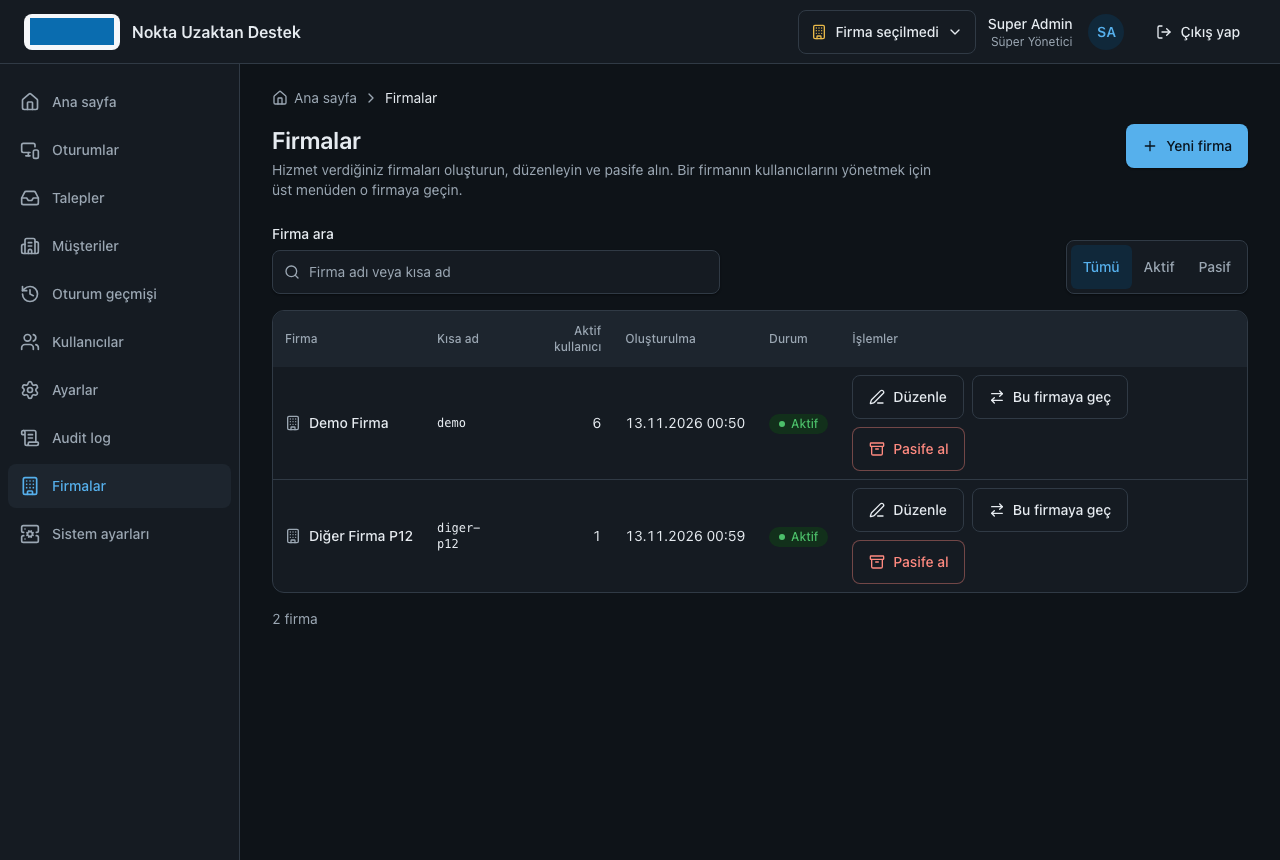 Nokta Uzaktan Destek
Firma seçilmedi
Super Admin
Süper Yönetici
SA
Çıkış yap
Ana sayfa
Oturumlar
Talepler
Müşteriler
Oturum geçmişi
Kullanıcılar
Ayarlar
Audit log
Firmalar
Sistem ayarları
Ana sayfa > Firmalar
Firmalar
Hizmet verdiğiniz firmaları oluşturun, düzenleyin ve pasife alın. Bir firmanın kullanıcılarını yönetmek için
üst menüden o firmaya geçin.
+ Yeni firma
Firma ara
Firma adı veya kısa ad
Tümü Aktif Pasif
Firma Kısa ad Aktif kullanıcı Oluşturulma Durum İşlemler
Demo Firma demo 6 13.11.2026 00:50 Aktif Düzenle Bu firmaya geç
Pasife al
Diğer Firma P12 diger-p12 1 13.11.2026 00:59 Aktif Düzenle Bu firmaya geç
Pasife al
2 firma